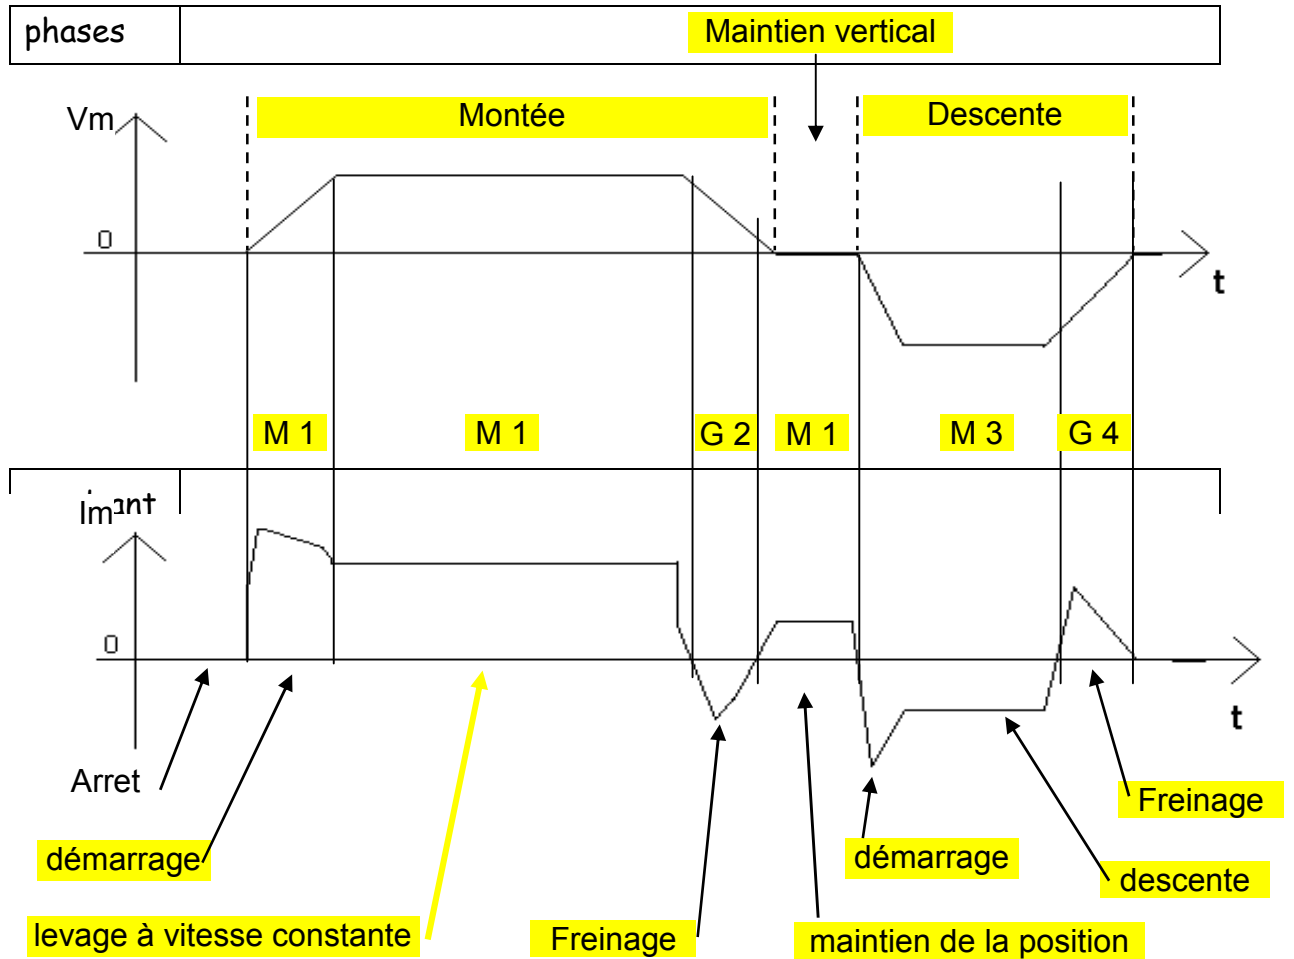 phases
Maintien vertical
Vm
Montée
Descente
0
t
M 1
M 1
G 2
M 1
M 3
G 4
Im
ant
0
t
Arret
Freinage
démarrage
démarrage
descente
levage à vitesse constante
Freinage
maintien de la position